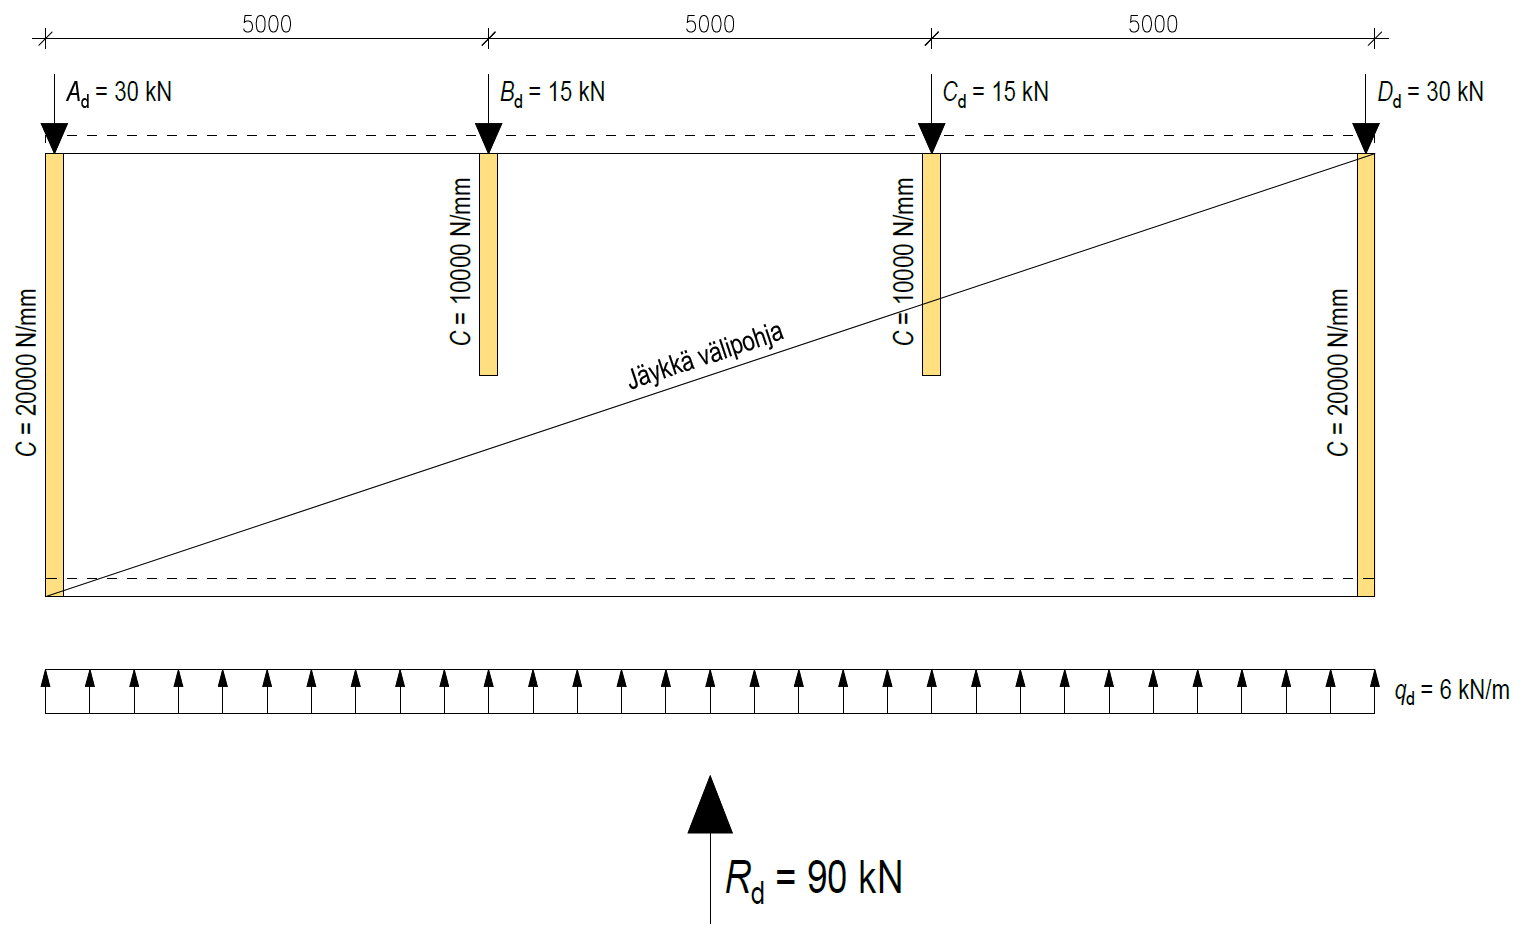 5000
5000
5000
Ad = 30 kN
Bd = 15 kN
Cd = 15 kN
Dd = 30 kN
C = 20000 N/mm
C = 10000 N/mm
C = 10000 N/mm
C = 20000 N/mm
Jäykkä välipohja
qd = 6 kN/m
Rd = 90 kN